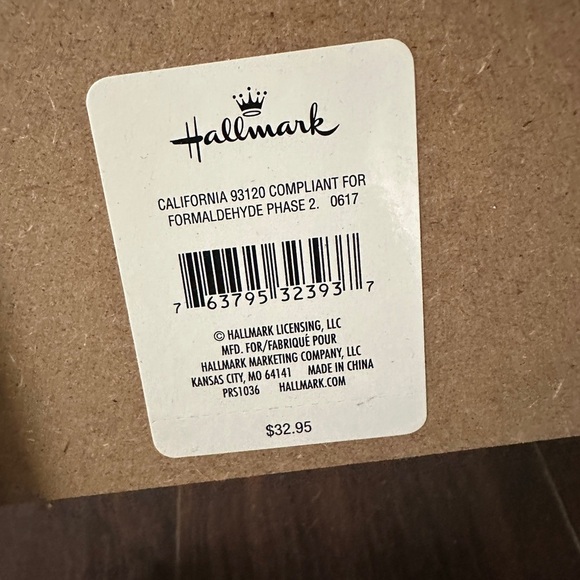 Hallmark
CALIFORNIA 93120 COMPLIANT FOR
FORMALDEHYDE PHASE 2. 0617
7 63795 32393 7
© HALLMARK LICENSING, LLC
MFD. FOR/FABRIQUÉ POUR
HALLMARK MARKETING COMPANY, LLC
KANSAS CITY, MO 64141 MADE IN CHINA
PRS1036 HALLMARK.COM
$32.95